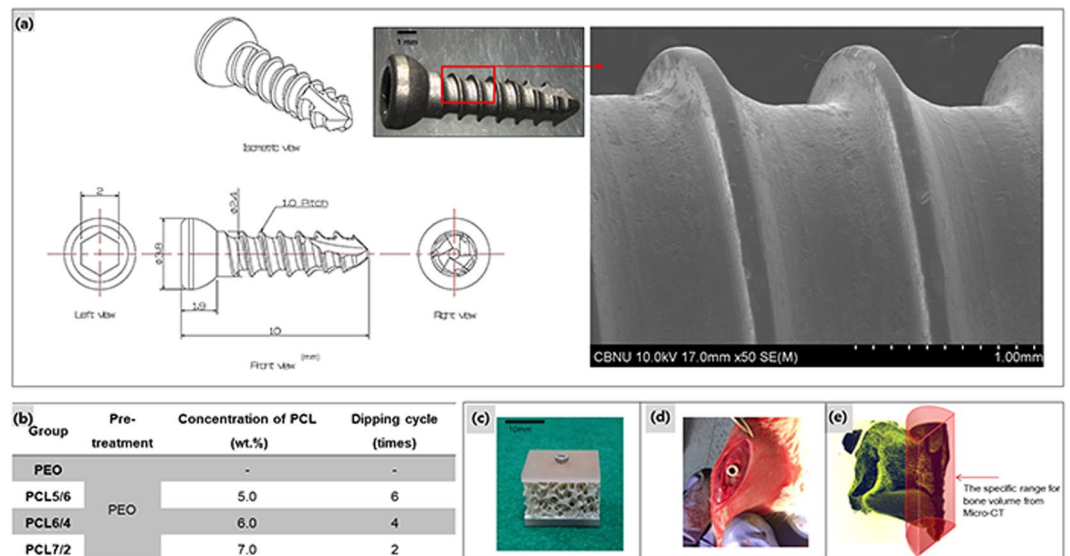 (a)
1 mm
Isometric view
2
Φ3.8
Φ2.4
1.0 Pitch
1.9
10
Left view
Front view
(mm)
Right view
CBNU 10.0kV 17.0mm x50 SE(M)
1.00mm
(b)
Group Pre-treatment Concentration of PCL (wt.%) Dipping cycle (times)
PEO - -
PCL5/6 5.0 6
PEO
PCL6/4 6.0 4
PCL7/2 7.0 2
(c)
10mm
(d)
(e)
The specific range for
bone volume from
Micro-CT